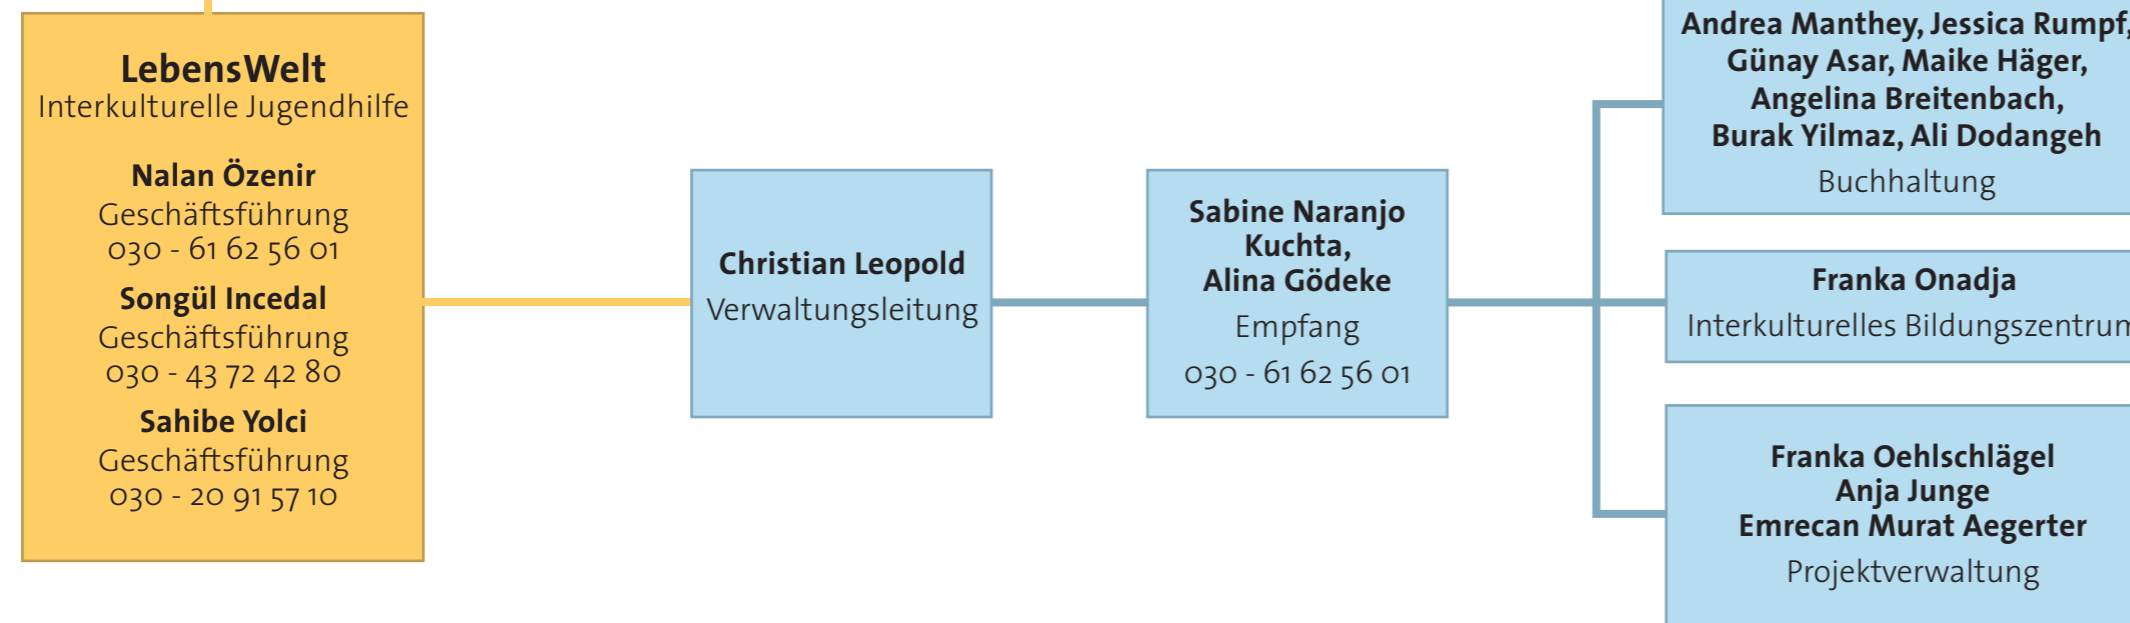 LebensWelt
Interkulturelle Jugendhilfe
Nalan Özenir
Geschäftsführung
030 - 61 62 56 01
Songül Incedal
Geschäftsführung
030 - 43 72 42 80
Sahibe Yolci
Geschäftsführung
030 - 20 91 57 10
Christian Leopold
Verwaltungsleitung
Sabine Naranjo
Kuchta,
Alina Gödeke
Empfang
030 - 61 62 56 01
Andrea Manthey, Jessica Rumpf,
Günay Asar, Maike Häger,
Angelina Breitenbach,
Burak Yilmaz, Ali Dodangeh
Buchhaltung
Franka Onadja
Interkulturelles Bildungszentrum
Franka Oehlschlägel
Anja Junge
Emrecan Murat Aegerter
Projektverwaltung